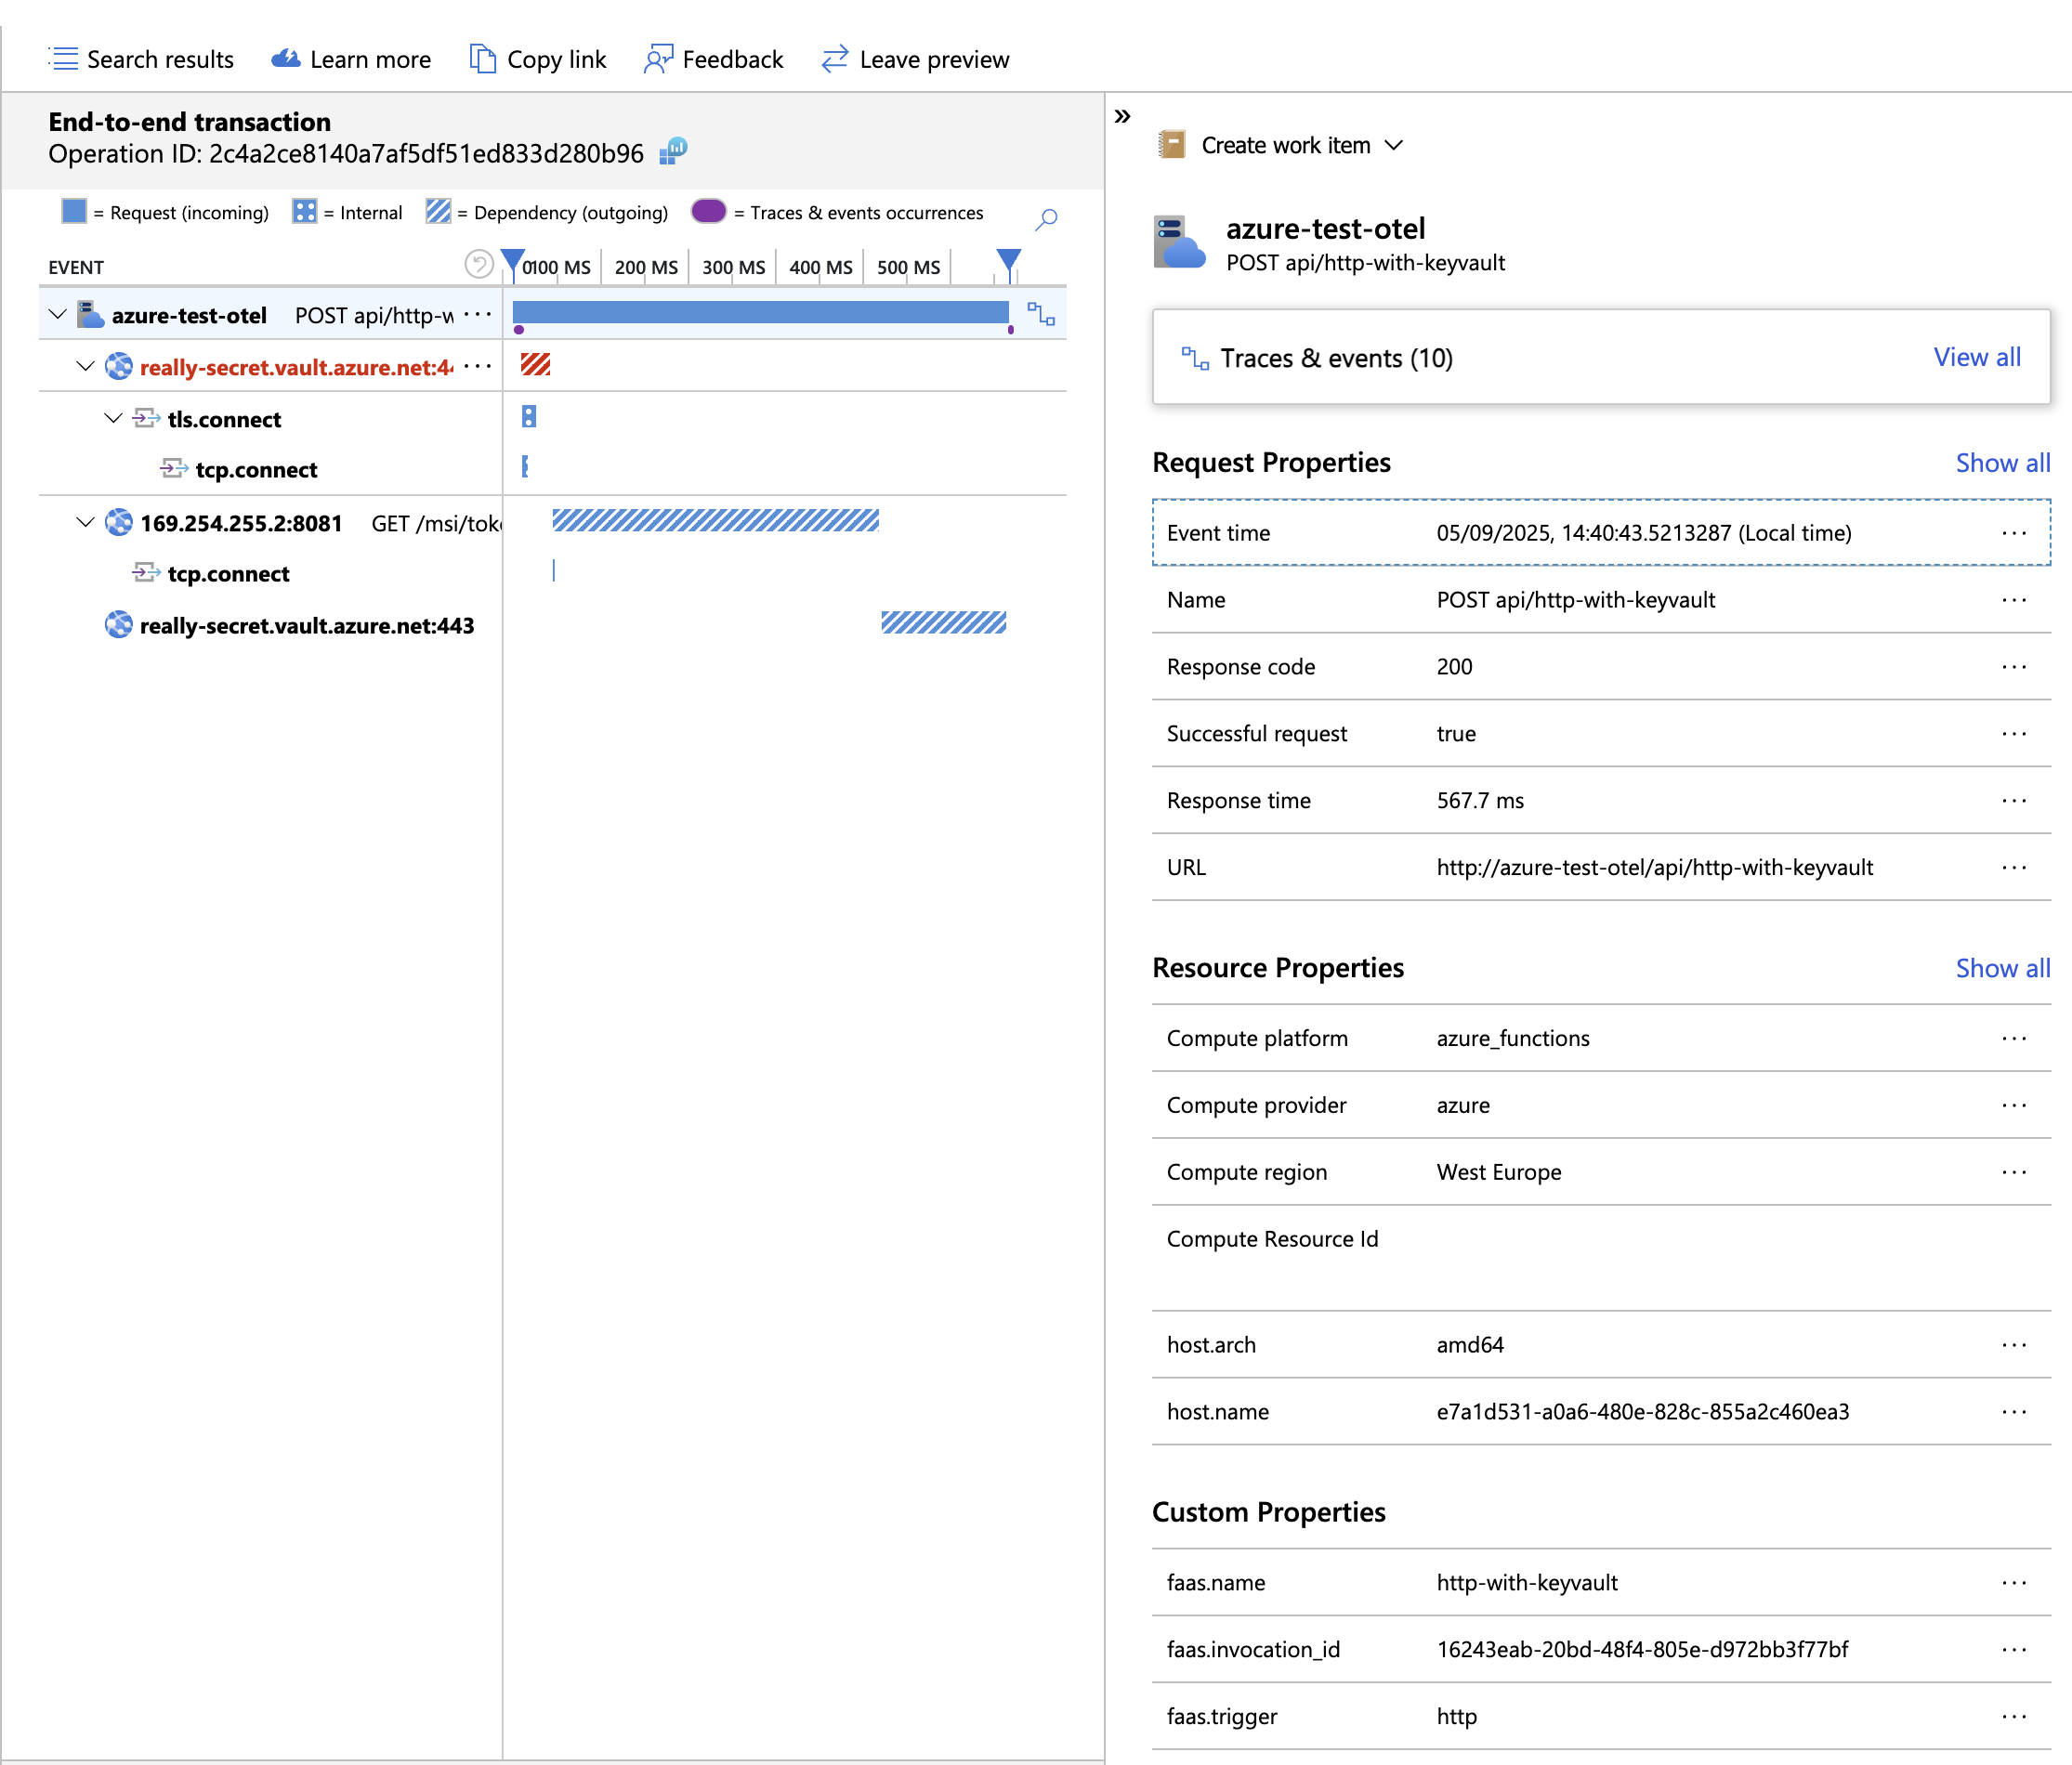 Search results Learn more Copy link Feedback Leave preview
End-to-end transaction
Operation ID: 2c4a2ce8140a7af5df51ed833d280b96
= Request (incoming) = Internal = Dependency (outgoing) = Traces & events occurrences
EVENT 0 100 MS 200 MS 300 MS 400 MS 500 MS
azure-test-otel POST api/http-w ···
really-secret.vault.azure.net:4 ···
tls.connect
tcp.connect
169.254.255.2:8081 GET /msi/tok
tcp.connect
really-secret.vault.azure.net:443
»
Create work item
azure-test-otel
POST api/http-with-keyvault
Traces & events (10) View all
Request Properties Show all
Event time 05/09/2025, 14:40:43.5213287 (Local time) ···
Name POST api/http-with-keyvault ···
Response code 200 ···
Successful request true ···
Response time 567.7 ms ···
URL http://azure-test-otel/api/http-with-keyvault ···
Resource Properties Show all
Compute platform azure_functions ···
Compute provider azure ···
Compute region West Europe ···
Compute Resource Id
host.arch amd64 ···
host.name e7a1d531-a0a6-480e-828c-855a2c460ea3 ···
Custom Properties
faas.name http-with-keyvault ···
faas.invocation_id 16243eab-20bd-48f4-805e-d972bb3f77bf ···
faas.trigger http ···